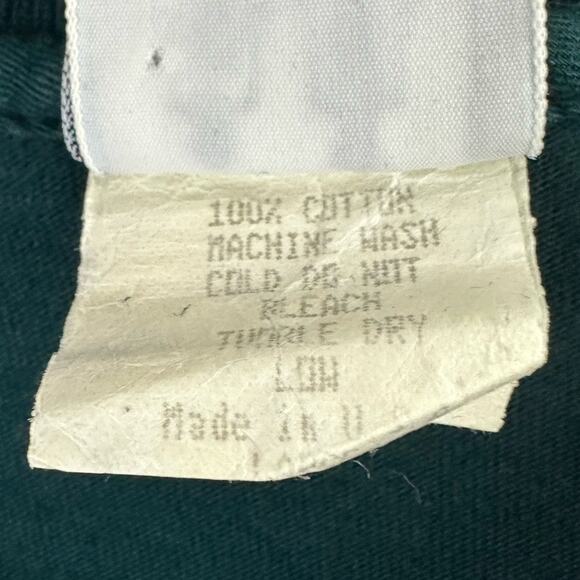 100% COTTON
MACHINE WASH
COLD DO NOT
BLEACH
TUMBLE DRY
LOW
Made in U